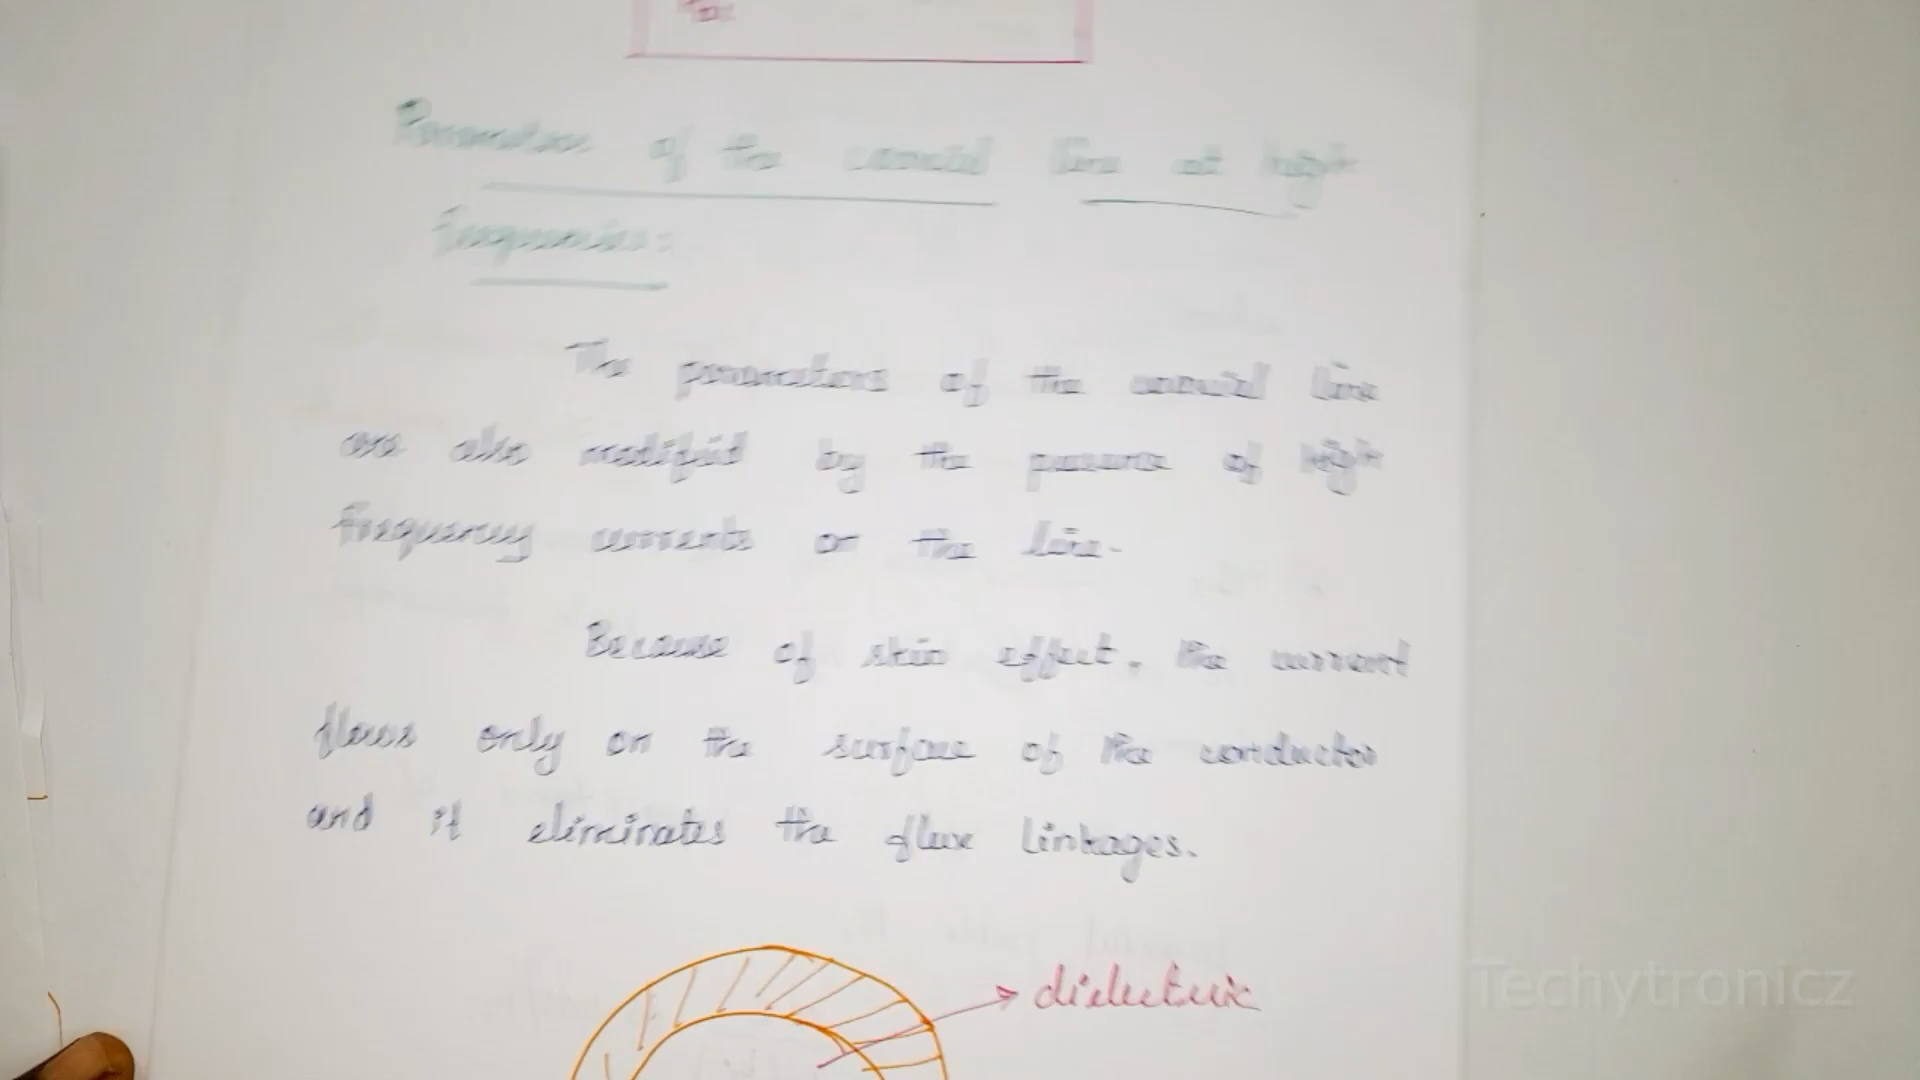 Parameters of the coaxial line at high
frequencies:
The parameters of the coaxial line
are also modified by the presence of high
frequency currents on the line.
Because of skin effect, the current
flows only on the surface of the conductor
and it eliminates the flux linkages.
dielectric
Techytronicz